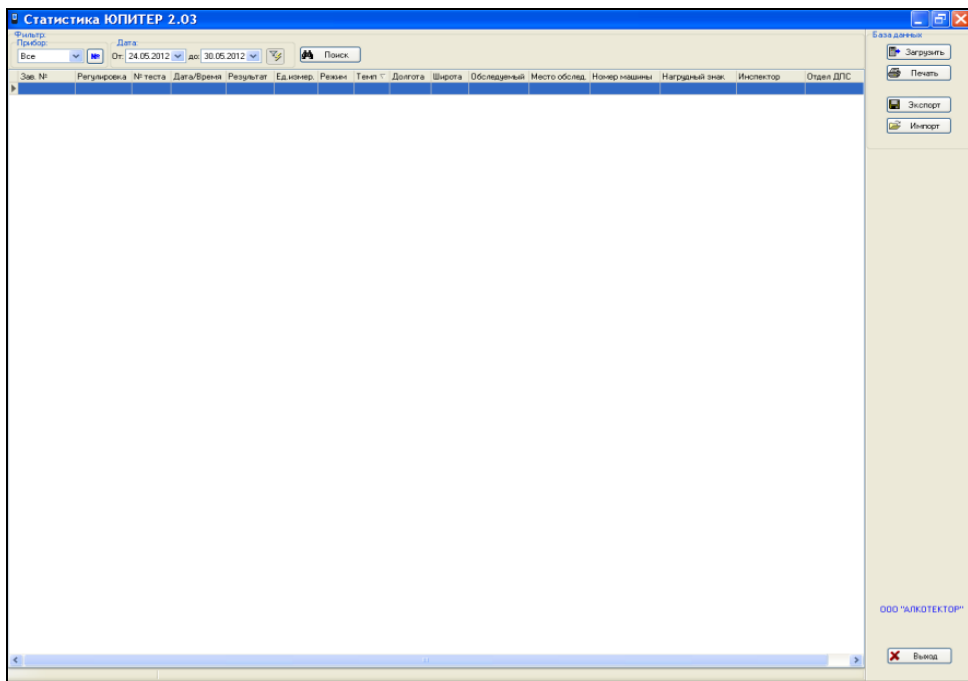 Статистика ЮПИТЕР 2.03
Фильтр:
Прибор:
Дата:
Все
№
От: 24.05.2012 до: 30.05.2012
Поиск
База данных
Загрузить
Печать
Экспорт
Импорт
Зав. № Регулировка № теста Дата/Время Результат Ед.измер. Режим Темп Долгота Широта Обследуемый Место обслед. Номер машины Нагрудный знак Инспектор Отдел ДПС
ООО "АЛКОТЕКТОР"
Выход